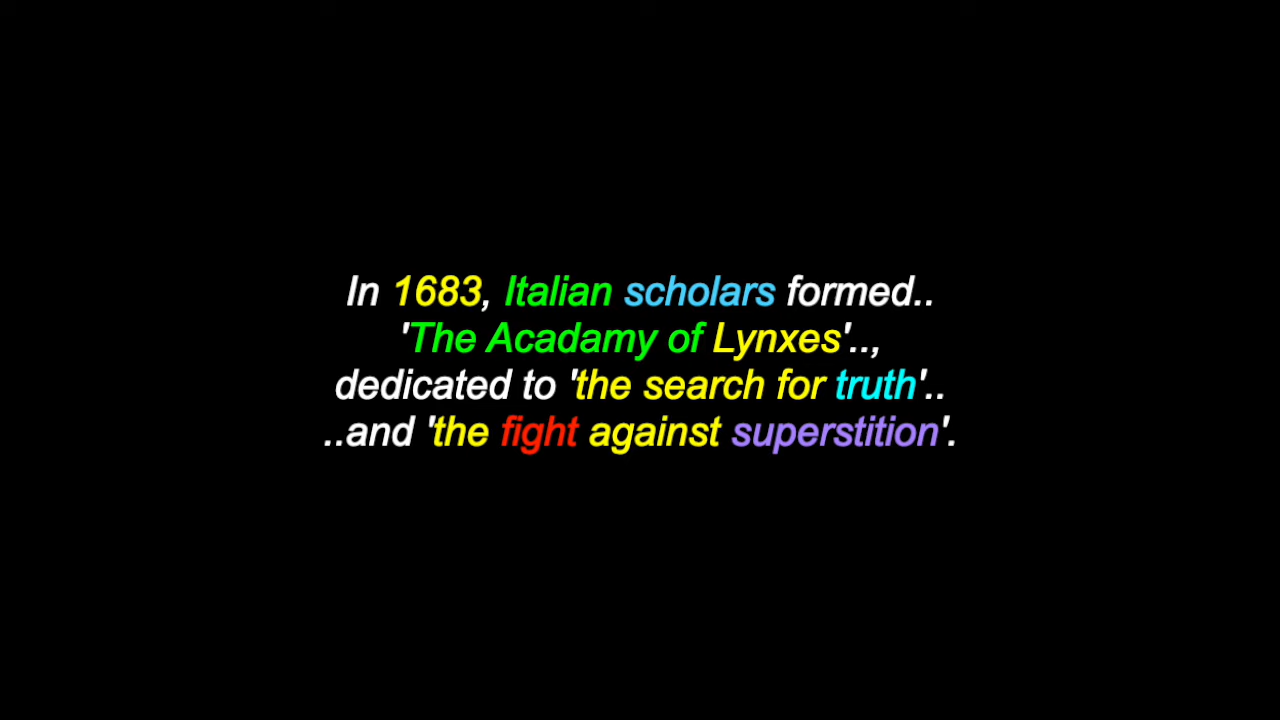 In 1683, Italian scholars formed..
'The Acadamy of Lynxes'..,
dedicated to 'the search for truth'..
..and 'the fight against superstition'.